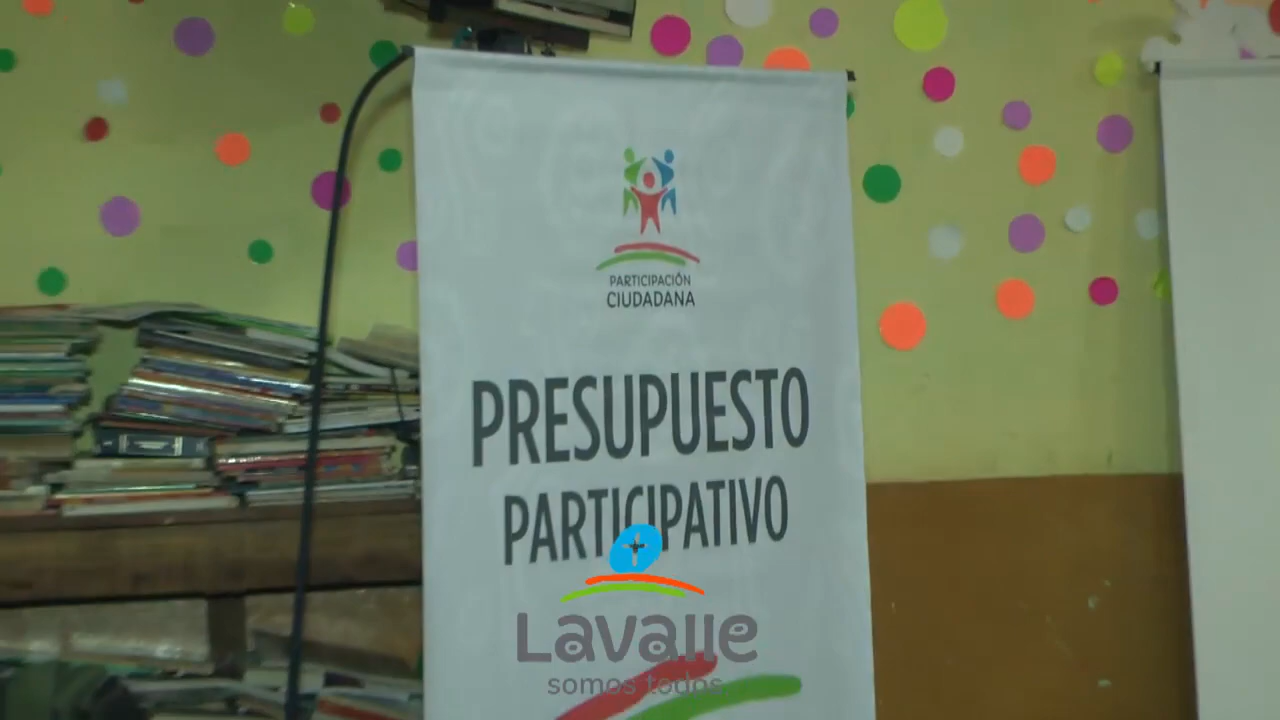 PARTICIPACIÓN
CIUDADANA
PRESUPUESTO
PARTICIPATIVO
Lavalle
somos todos